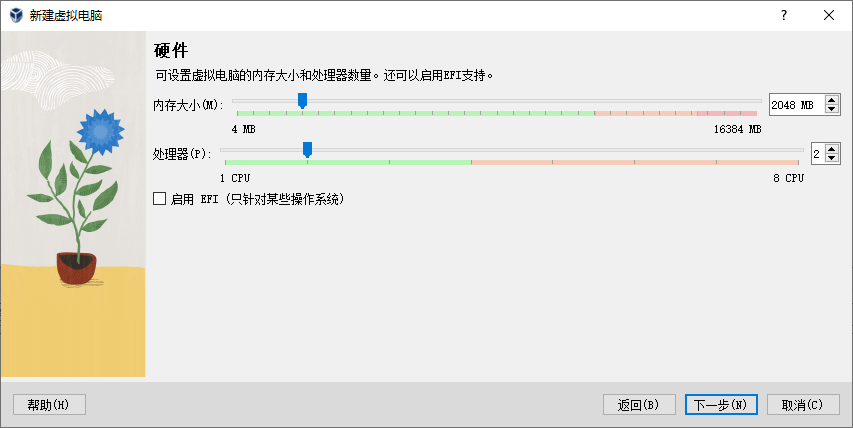 新建虚拟电脑
?
硬件
可设置虚拟电脑的内存大小和处理器数量。还可以启用EFI支持。
内存大小(M): 2048 MB
4 MB 16384 MB
处理器(P): 2
1 CPU 8 CPU
启用 EFI (只针对某些操作系统)
帮助(H) 返回(B) 下一步(N) 取消(C)